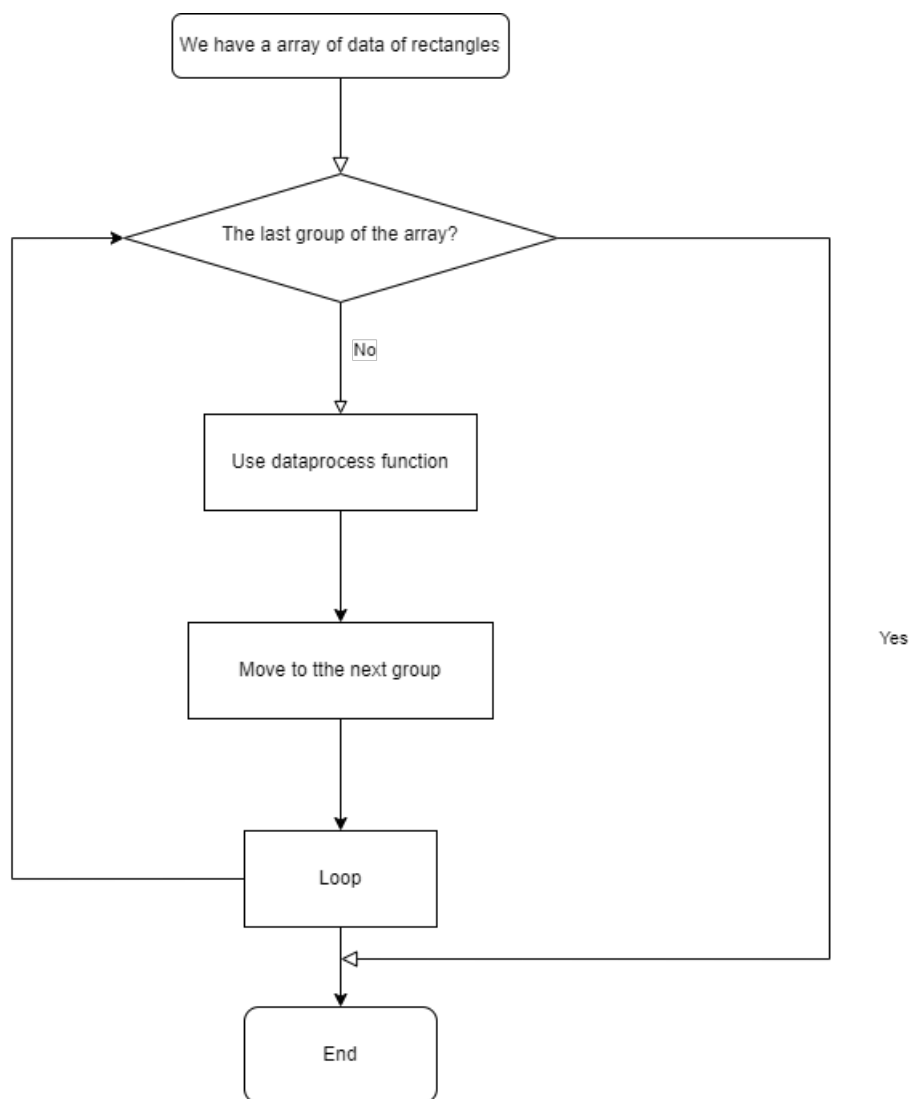 We have a array of data of rectangles
The last group of the array?
No
Use dataprocess function
Yes
Move to tthe next group
Loop
End